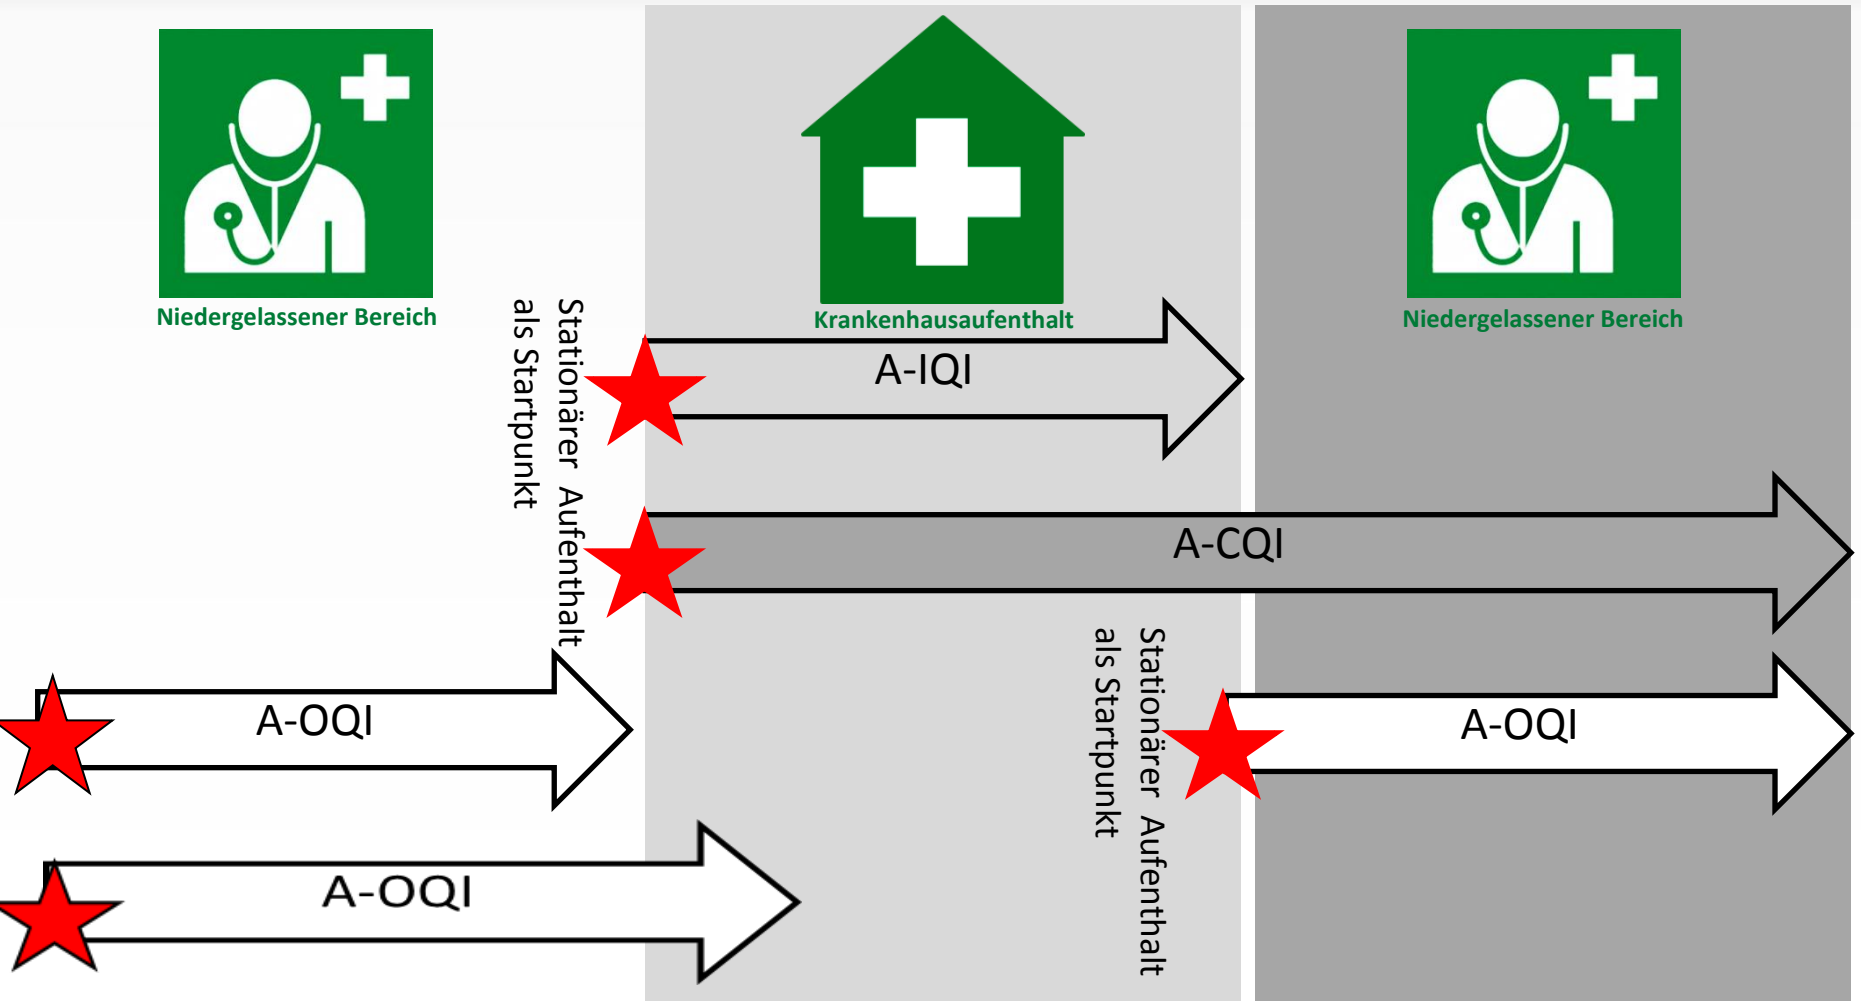 Niedergelassener Bereich
Krankenhausaufenthalt
Niedergelassener Bereich
Stationärer Aufenthalt
als Startpunkt
A-IQI
A-CQI
Stationärer Aufenthalt
als Startpunkt
A-OQI
A-OQI
A-OQI